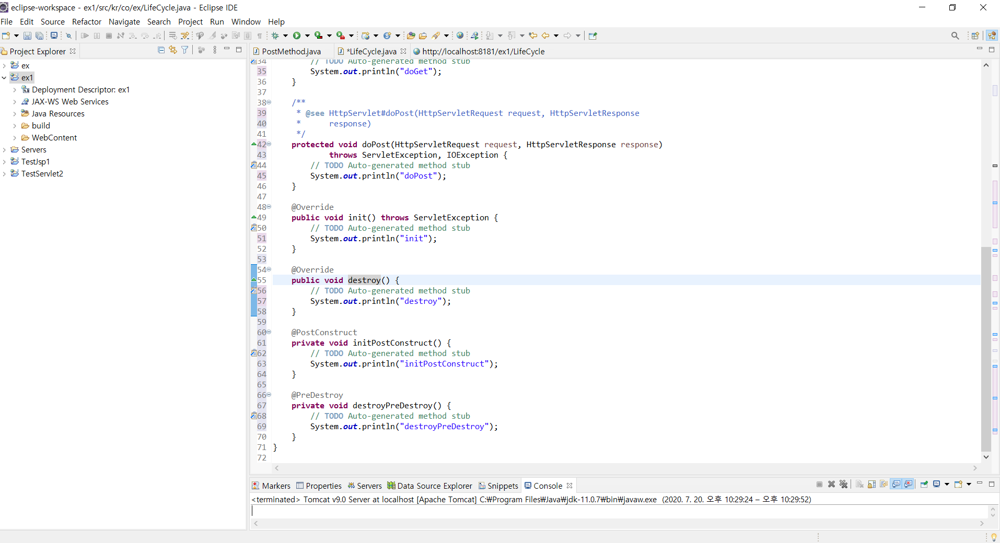 eclipse-workspace - ex1/src/kr/co/ex/LifeCycle.java - Eclipse IDE
File Edit Source Refactor Navigate Search Project Run Window Help
Project Explorer
PostMethod.java *LifeCycle.java http://localhost:8181/ex1/LifeCycle
ex
ex1
Deployment Descriptor: ex1
JAX-WS Web Services
Java Resources
build
WebContent
Servers
TestJsp1
TestServlet2
34 // TODO Auto-generated method stub
35 System.out.println("doGet");
36 }
37
38 /**
39 * @see HttpServlet#doPost(HttpServletRequest request, HttpServletResponse
40 * response)
41 */
42 protected void doPost(HttpServletRequest request, HttpServletResponse response)
43 throws ServletException, IOException {
44 // TODO Auto-generated method stub
45 System.out.println("doPost");
46 }
47
48 @Override
49 public void init() throws ServletException {
50 // TODO Auto-generated method stub
51 System.out.println("init");
52 }
53
54 @Override
55 public void destroy() {
56 // TODO Auto-generated method stub
57 System.out.println("destroy");
58 }
59
60 @PostConstruct
61 private void initPostConstruct() {
62 // TODO Auto-generated method stub
63 System.out.println("initPostConstruct");
64 }
65
66 @PreDestroy
67 private void destroyPreDestroy() {
68 // TODO Auto-generated method stub
69 System.out.println("destroyPreDestroy");
70 }
71 }
72
Markers Properties Servers Data Source Explorer Snippets Console
<terminated> Tomcat v9.0 Server at localhost [Apache Tomcat] C:₩Program Files₩Java₩jdk-11.0.7₩bin₩javaw.exe (2020. 7. 20. 오후 10:29:24 – 오후 10:29:52)